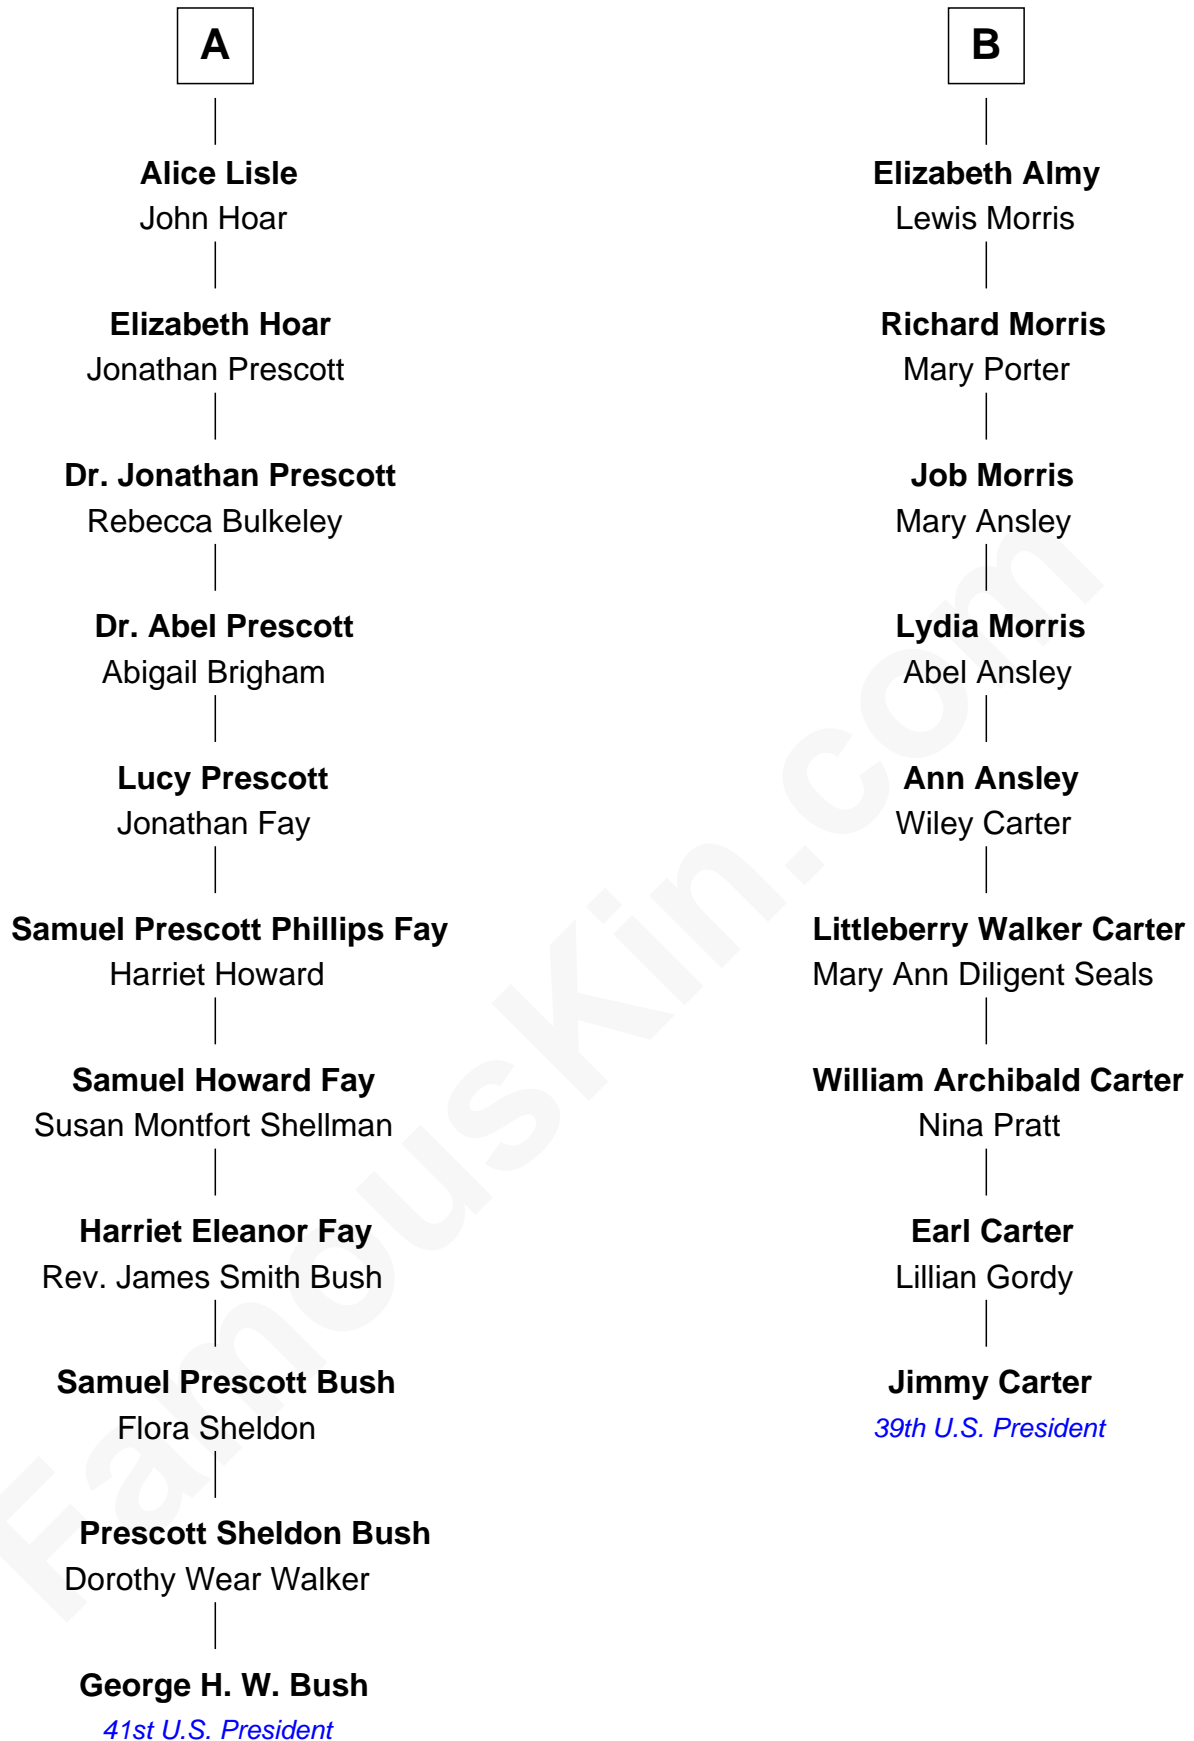 A
Alice Lisle
John Hoar
Elizabeth Hoar
Jonathan Prescott
Dr. Jonathan Prescott
Rebecca Bulkeley
Dr. Abel Prescott
Abigail Brigham
Lucy Prescott
Jonathan Fay
Samuel Prescott Phillips Fay
Harriet Howard
Samuel Howard Fay
Susan Montfort Shellman
Harriet Eleanor Fay
Rev. James Smith Bush
Samuel Prescott Bush
Flora Sheldon
Prescott Sheldon Bush
Dorothy Wear Walker
George H. W. Bush
41st U.S. President
B
Elizabeth Almy
Lewis Morris
Richard Morris
Mary Porter
Job Morris
Mary Ansley
Lydia Morris
Abel Ansley
Ann Ansley
Wiley Carter
Littleberry Walker Carter
Mary Ann Diligent Seals
William Archibald Carter
Nina Pratt
Earl Carter
Lillian Gordy
Jimmy Carter
39th U.S. President
FamousKin.com